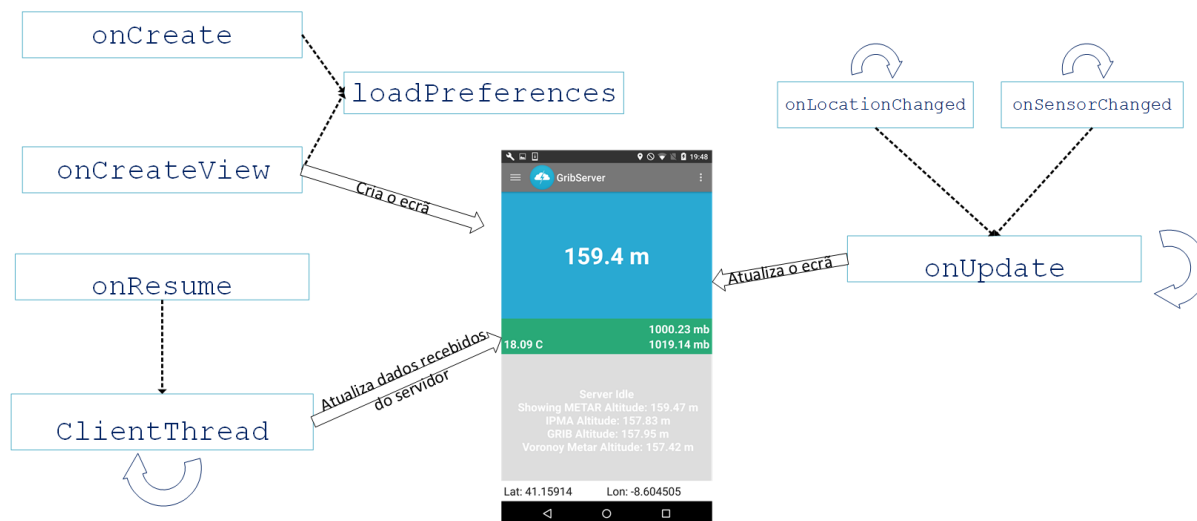 onCreate
loadPreferences
onCreateView
Cria o ecrã
onResume
ClientThread
Atualiza dados recebidos
do servidor
19:48
GribServer
159.4 m
1000.23 mb
18.09 C
1019.14 mb
Server Idle
Showing METAR Altitude: 159.47 m
IPMA Altitude: 157.83 m
GRIB Altitude: 157.95 m
Voronoy Metar Altitude: 157.42 m
Lat: 41.15914
Lon: -8.604505
onLocationChanged
onSensorChanged
onUpdate
Atualiza o ecrã